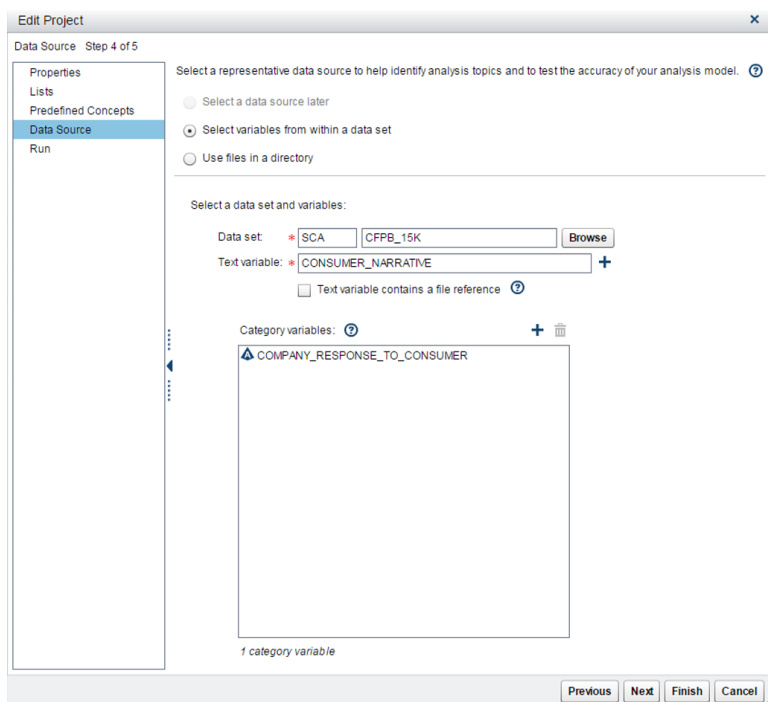 Edit Project
Data Source Step 4 of 5
Properties
Lists
Predefined Concepts
Data Source
Run
Select a representative data source to help identify analysis topics and to test the accuracy of your analysis model. ?
Select a data source later
Select variables from within a data set
Use files in a directory
Select a data set and variables:
Data set: * SCA CFPB_15K Browse
Text variable: * CONSUMER_NARRATIVE +
Text variable contains a file reference ?
Category variables: ? +
COMPANY_RESPONSE_TO_CONSUMER
1 category variable
Previous Next Finish Cancel